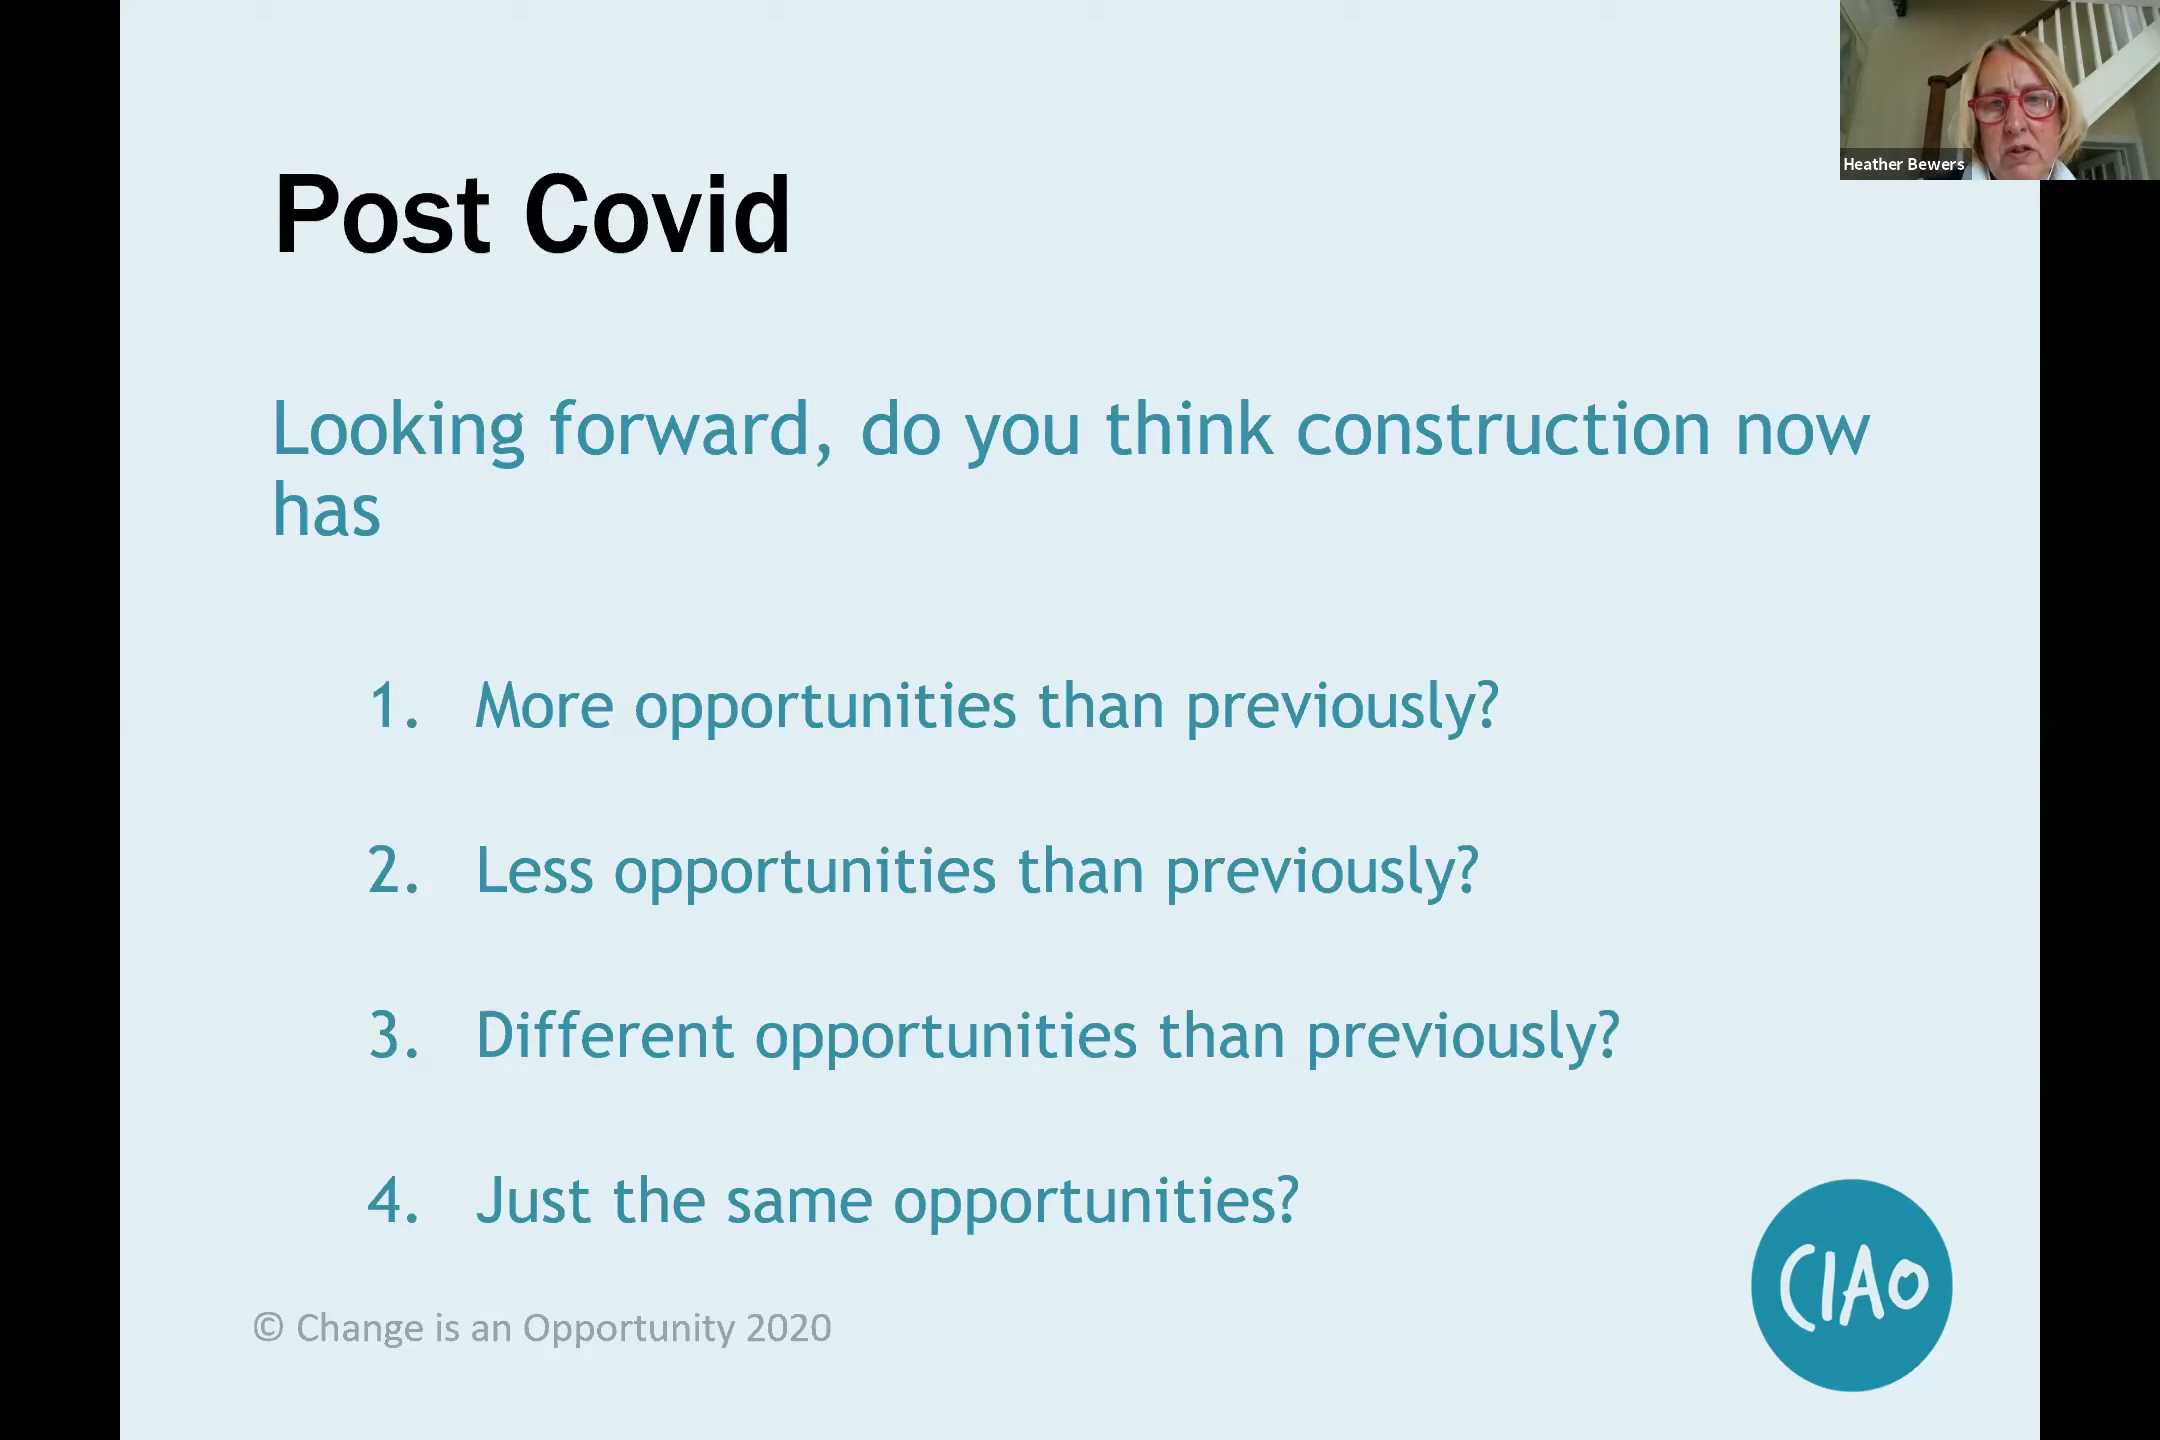 Heather Bewers
Post Covid
Looking forward, do you think construction now
has
1. More opportunities than previously?
2. Less opportunities than previously?
3. Different opportunities than previously?
4. Just the same opportunities?
CIAO
© Change is an Opportunity 2020